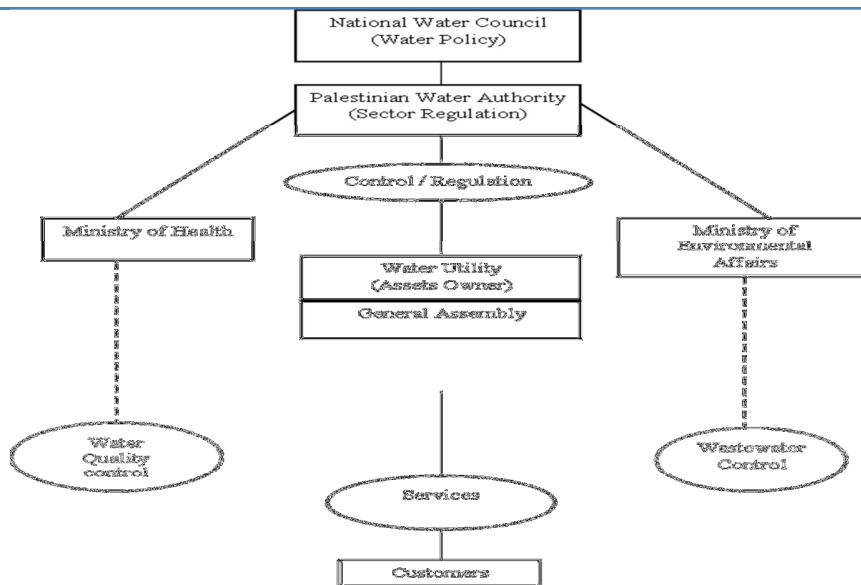 National Water Council
(Water Policy)
Palestinian Water Authority
(Sector Regulation)
Control / Regulation
Ministry of Health
Ministry of
Environmental
Affairs
Water Utility
(Assets Owner)
General Assembly
Water
Quality
control
Wastewater
Control
Services
Customers